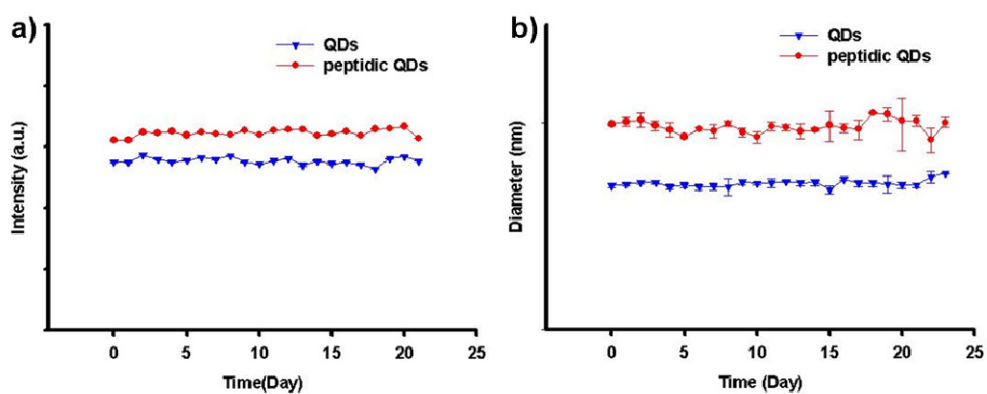 a)
QDs
peptidic QDs
Intensity (a.u.)
0 5 10 15 20 25
Time(Day)
b)
QDs
peptidic QDs
Diameter (nm)
0 5 10 15 20 25
Time (Day)